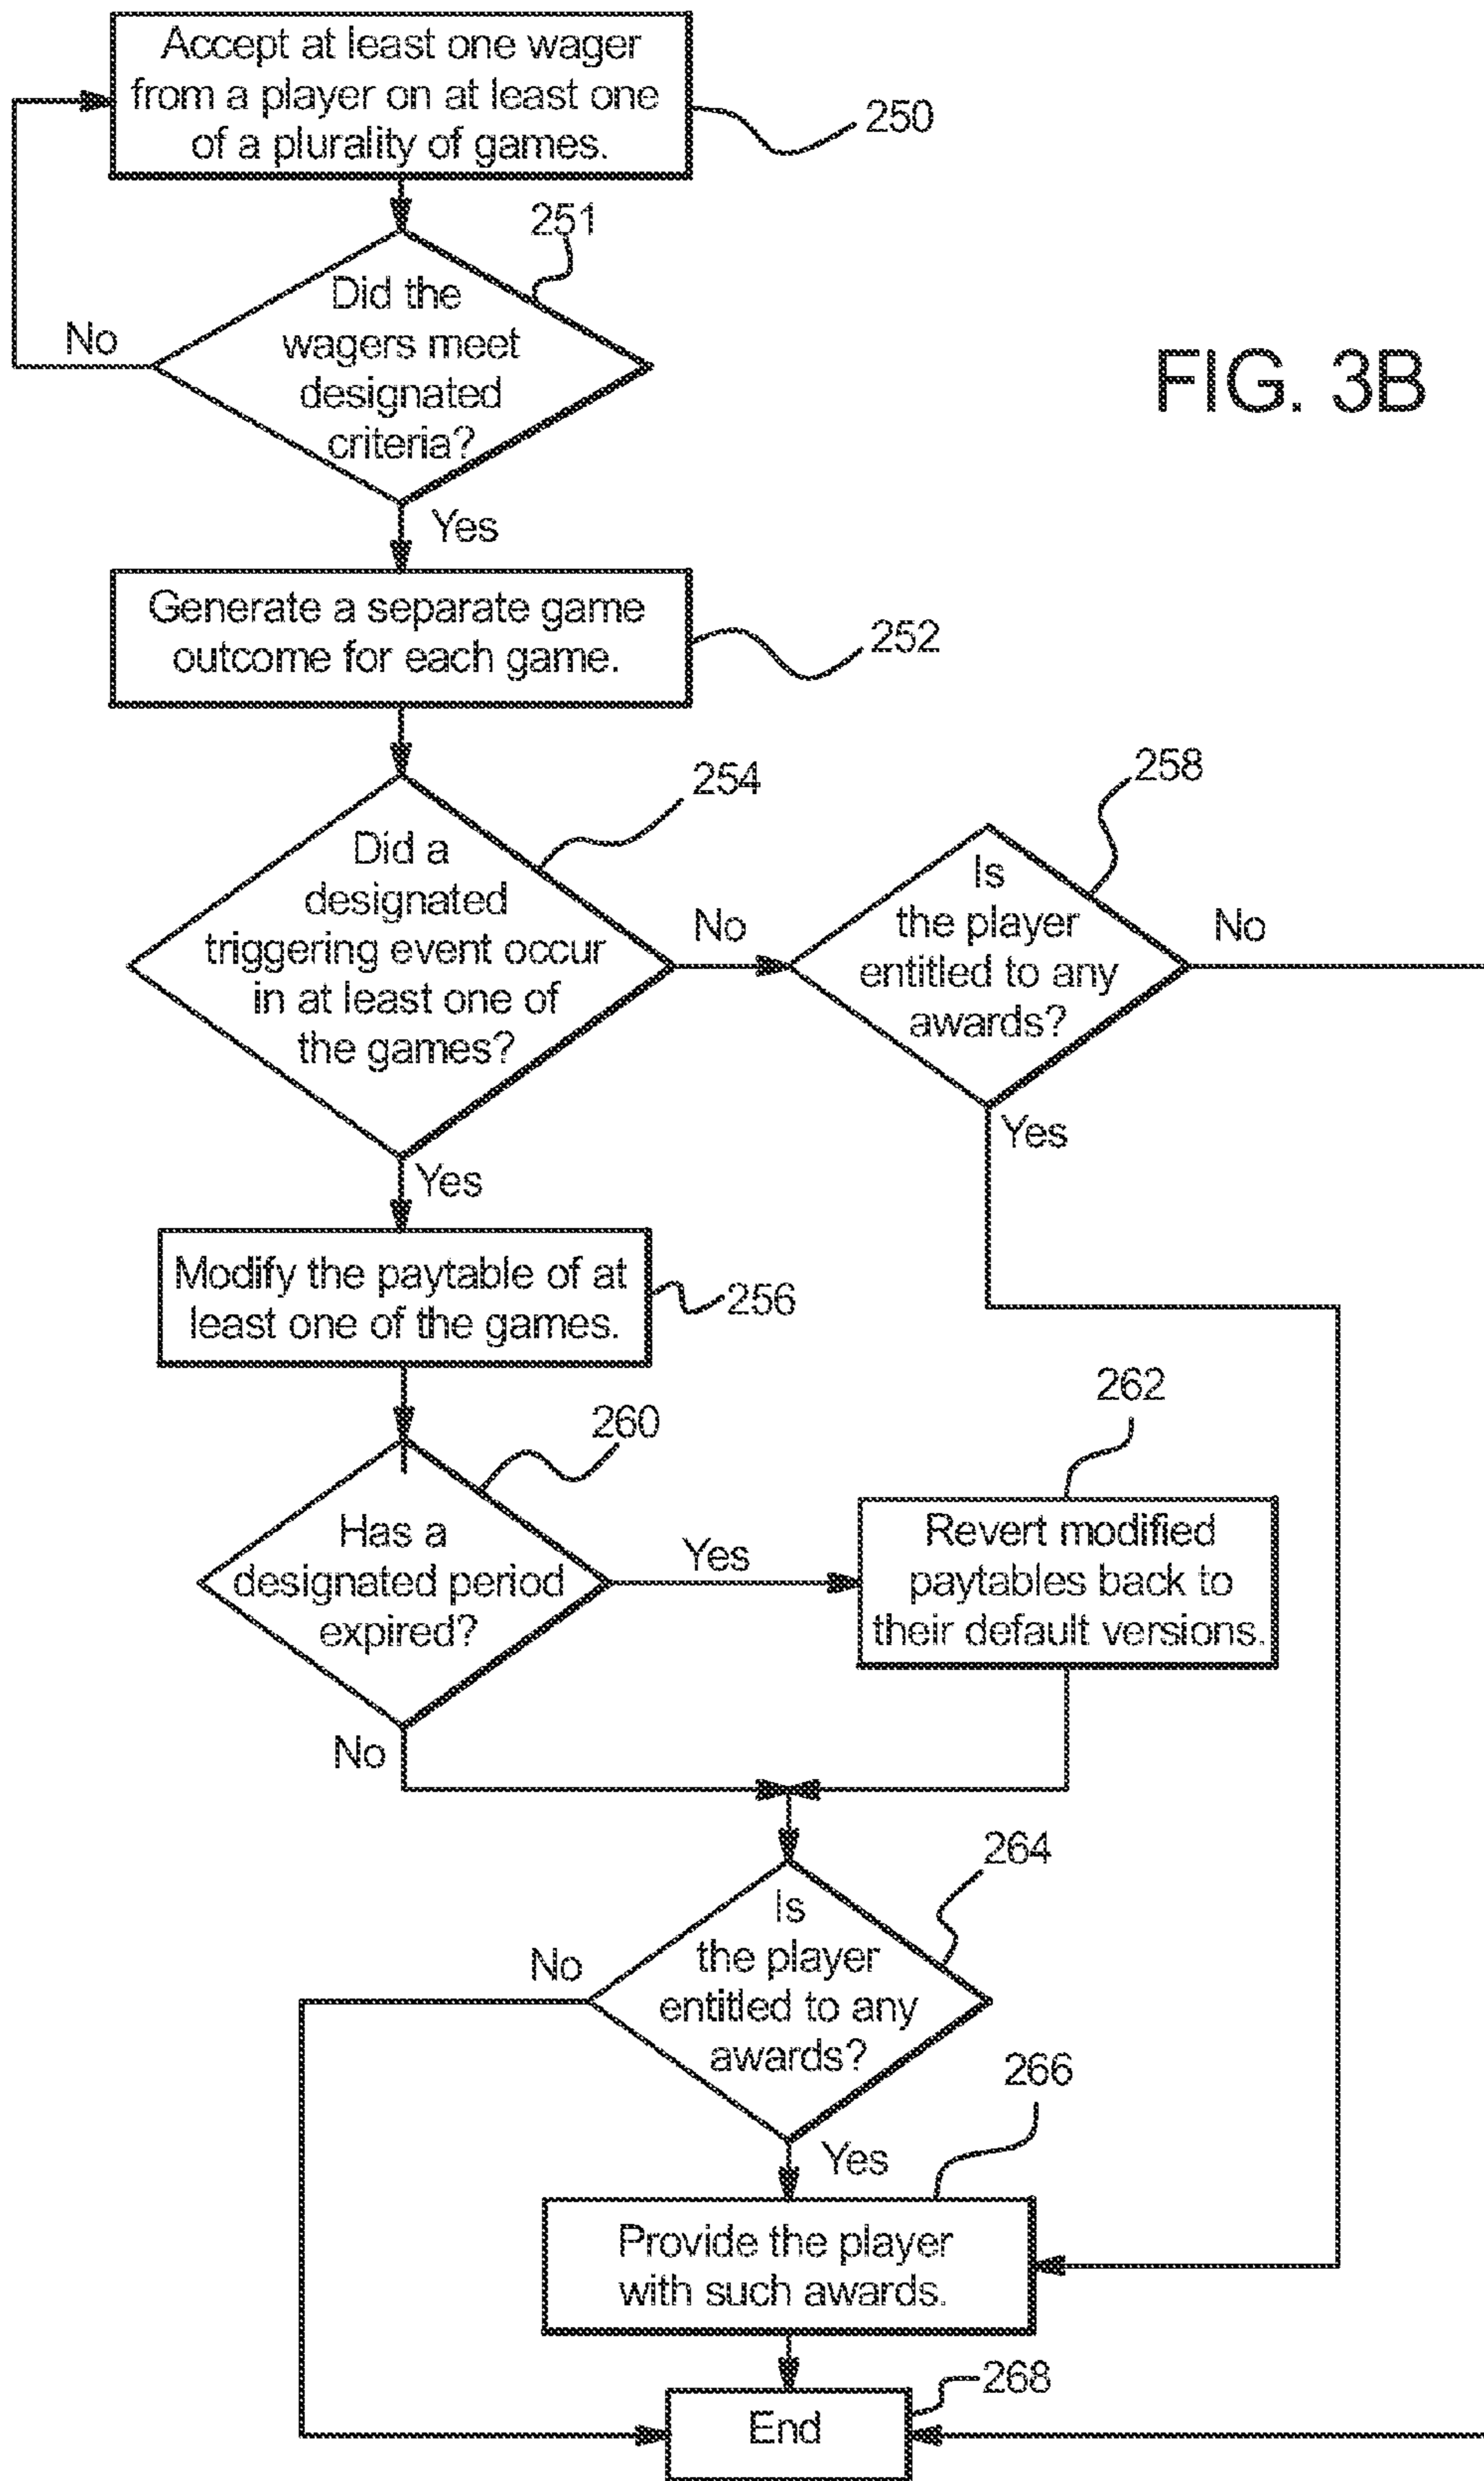 Accept at least one wager
from a player on at least one
of a plurality of games.
250
251
Did the
wagers meet
designated
criteria?
No
FIG. 3B
Yes
Generate a separate game
outcome for each game.
252
254
258
Did a
designated
triggering event occur
in at least one of
the games?
No
Is
the player
entitled to any
awards?
No
Yes
Yes
Modify the paytable of at
least one of the games.
256
260
262
Has a
designated period
expired?
Yes
Revert modified
paytables back to
their default versions.
No
264
Is
the player
entitled to any
awards?
No
266
Yes
Provide the player
with such awards.
268
End